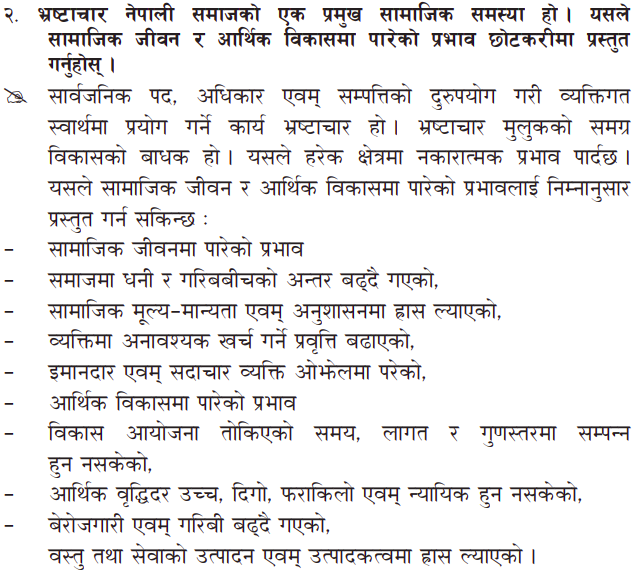 २. भ्रष्टाचार नेपाली समाजको एक प्रमुख सामाजिक समस्या हो । यसले
सामाजिक जीवन र आर्थिक विकासमा पारेको प्रभाव छोटकरीमा प्रस्तुत
गर्नुहोस् ।
सार्वजनिक पद, अधिकार एवम् सम्पत्तिको दुरुपयोग गरी व्यक्तिगत
स्वार्थमा प्रयोग गर्ने कार्य भ्रष्टाचार हो । भ्रष्टाचार मुलुकको समग्र
विकासको बाधक हो । यसले हरेक क्षेत्रमा नकारात्मक प्रभाव पार्दछ ।
यसले सामाजिक जीवन र आर्थिक विकासमा पारेको प्रभावलाई निम्नानुसार
प्रस्तुत गर्न सकिन्छ :
– सामाजिक जीवनमा पारेको प्रभाव
– समाजमा धनी र गरिबबीचको अन्तर बढ्दै गएको,
– सामाजिक मूल्य–मान्यता एवम् अनुशासनमा ह्रास ल्याएको,
– व्यक्तिमा अनावश्यक खर्च गर्ने प्रवृत्ति बढाएको,
– इमानदार एवम् सदाचार व्यक्ति ओझेलमा परेको,
– आर्थिक विकासमा पारेको प्रभाव
– विकास आयोजना तोकिएको समय, लागत र गुणस्तरमा सम्पन्न
हुन नसकेको,
– आर्थिक वृद्धिदर उच्च, दिगो, फराकिलो एवम् न्यायिक हुन नसकेको,
– बेरोजगारी एवम् गरिबी बढ्दै गएको,
वस्तु तथा सेवाको उत्पादन एवम् उत्पादकत्वमा ह्रास ल्याएको ।